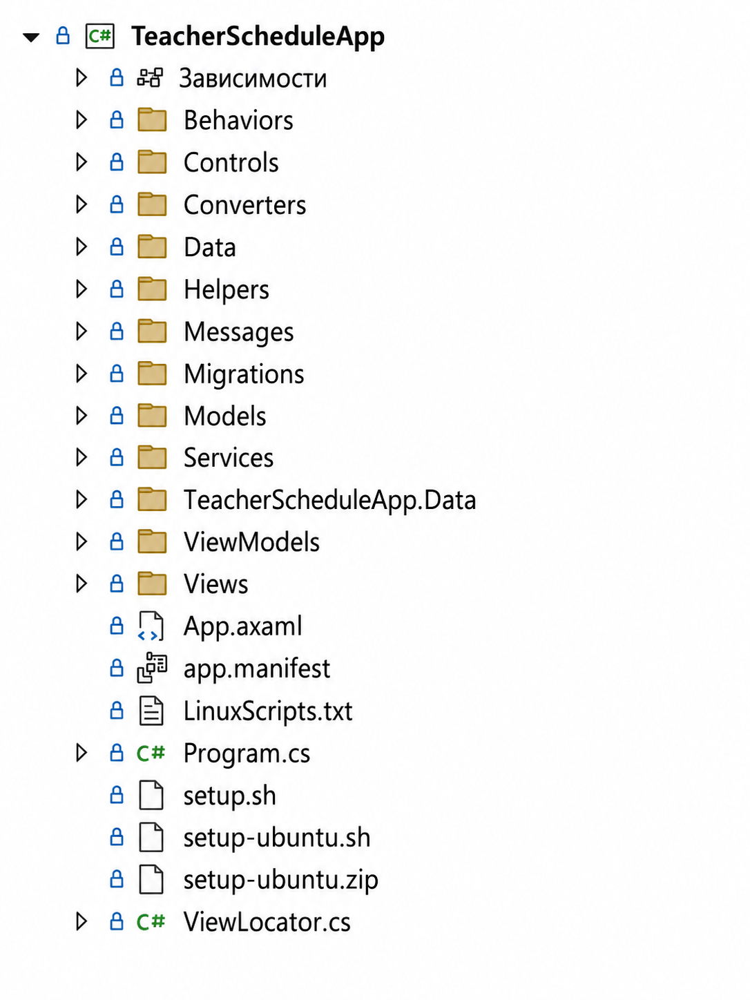 C# TeacherScheduleApp
Зависимости
Behaviors
Controls
Converters
Data
Helpers
Messages
Migrations
Models
Services
TeacherScheduleApp.Data
ViewModels
Views
App.axaml
app.manifest
LinuxScripts.txt
C# Program.cs
setup.sh
setup-ubuntu.sh
setup-ubuntu.zip
C# ViewLocator.cs